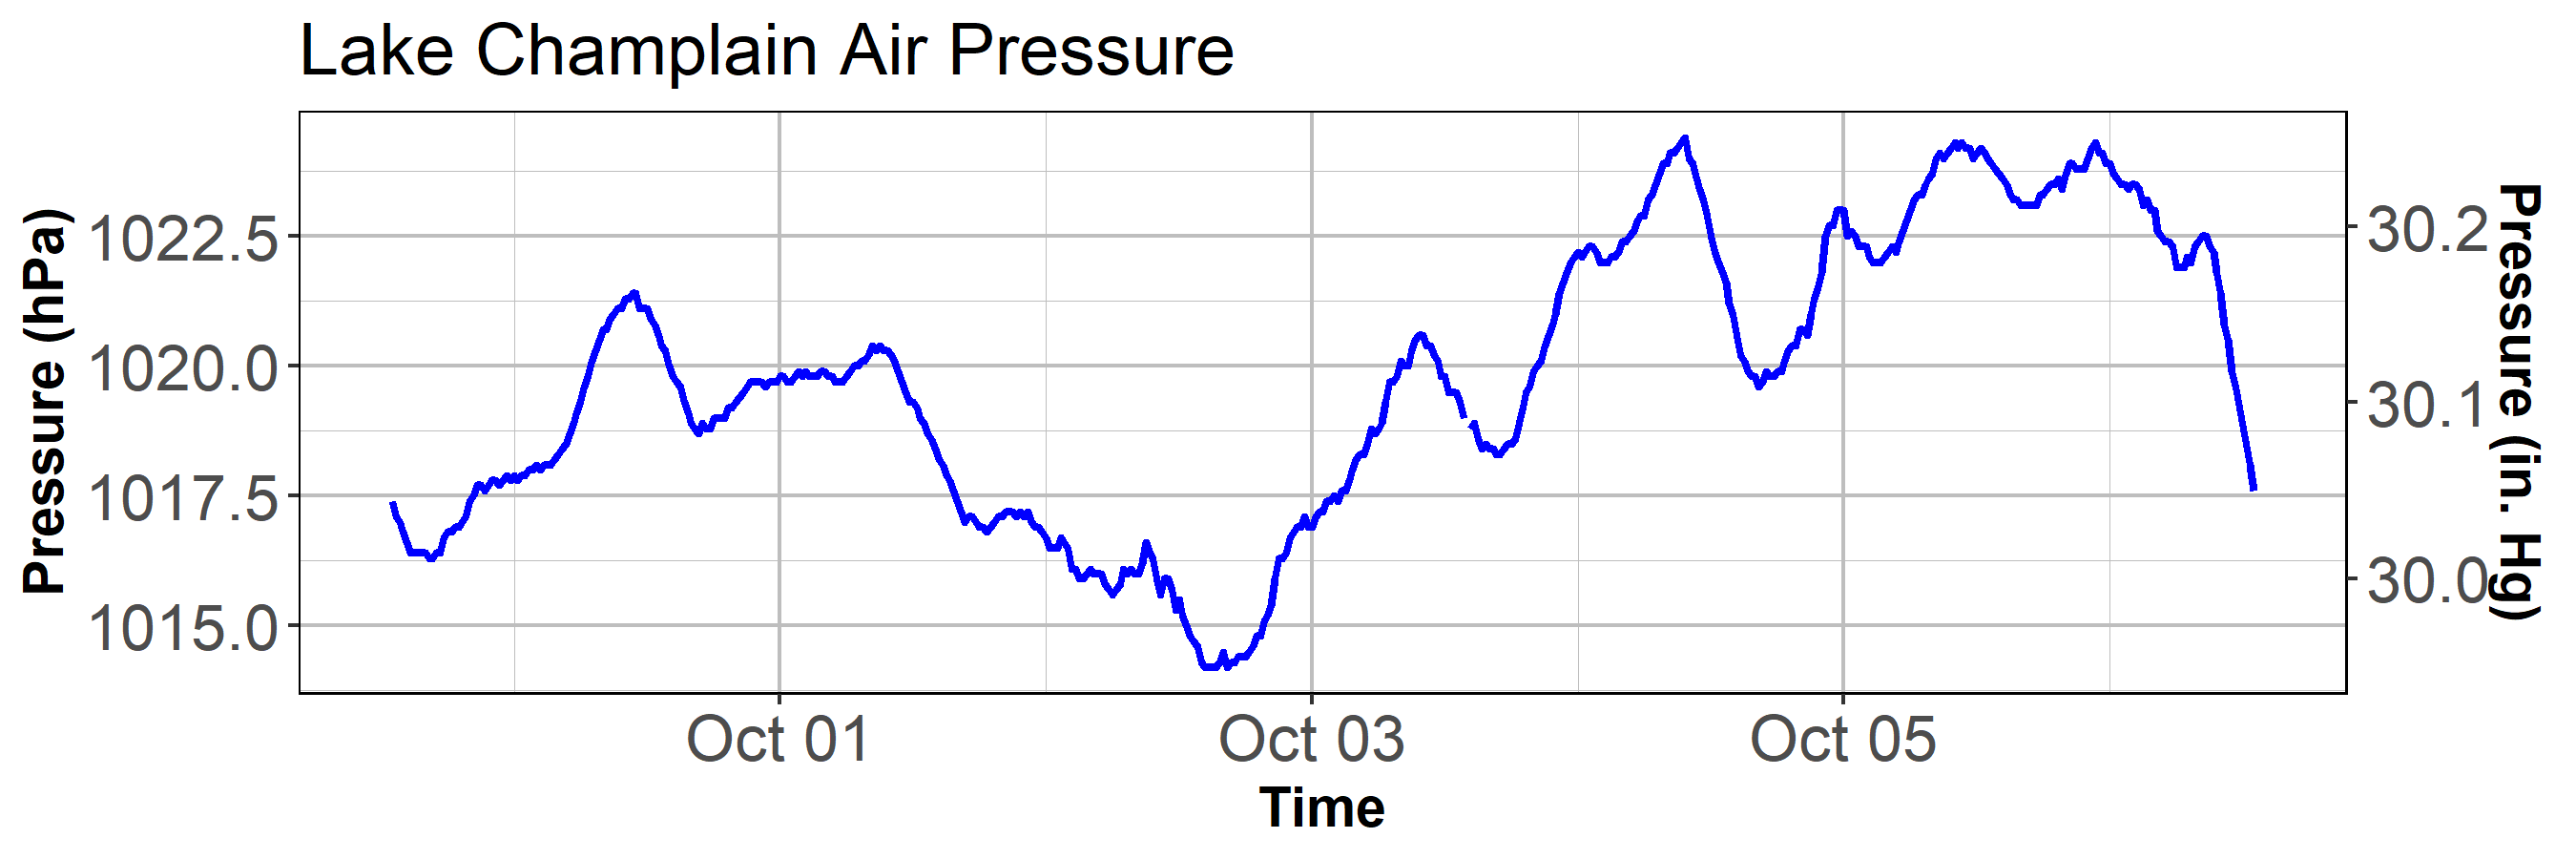 Lake Champlain Air Pressure
Pressure (hPa)
1022.5
1020.0
1017.5
1015.0
30.2
30.1
30.0
Pressure (in. Hg)
Oct 01
Oct 03
Oct 05
Time